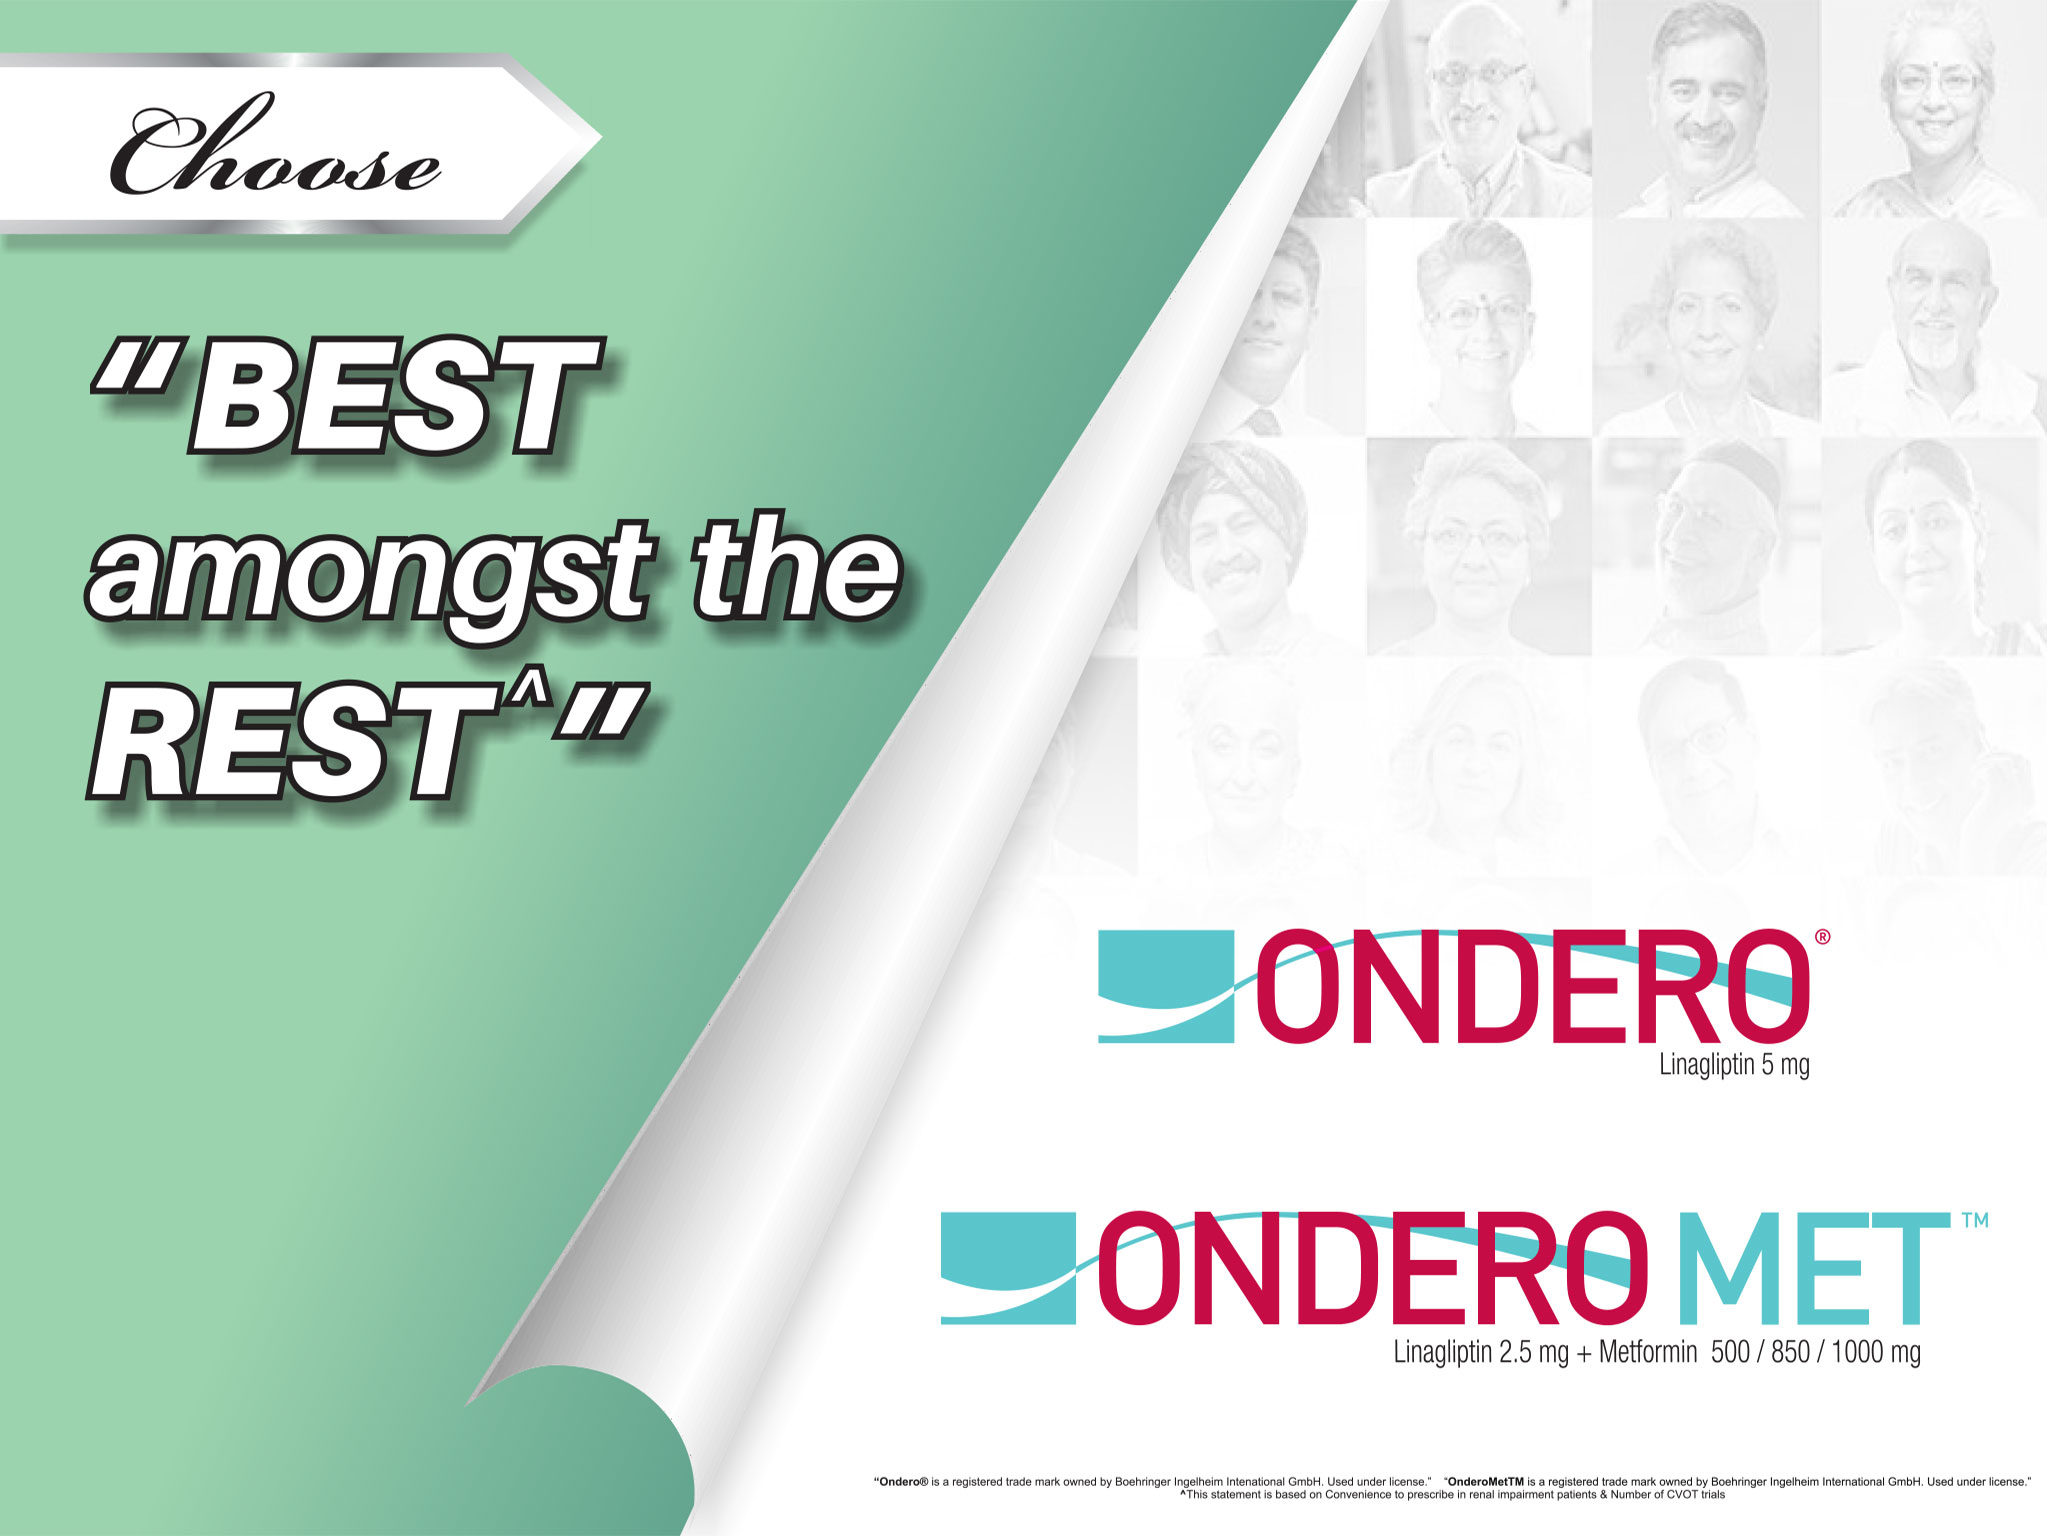 Choose
“BEST
amongst the
REST^”
ONDERO®
Linagliptin 5 mg
ONDERO MET™
Linagliptin 2.5 mg + Metformin 500 / 850 / 1000 mg
“Ondero® is a registered trade mark owned by Boehringer Ingelheim Intenational GmbH. Used under license.” “OnderoMetTM is a registered trade mark owned by Boehringer Ingelheim International GmbH. Used under license.”
^This statement is based on Convenience to prescribe in renal impairment patients & Number of CVOT trials